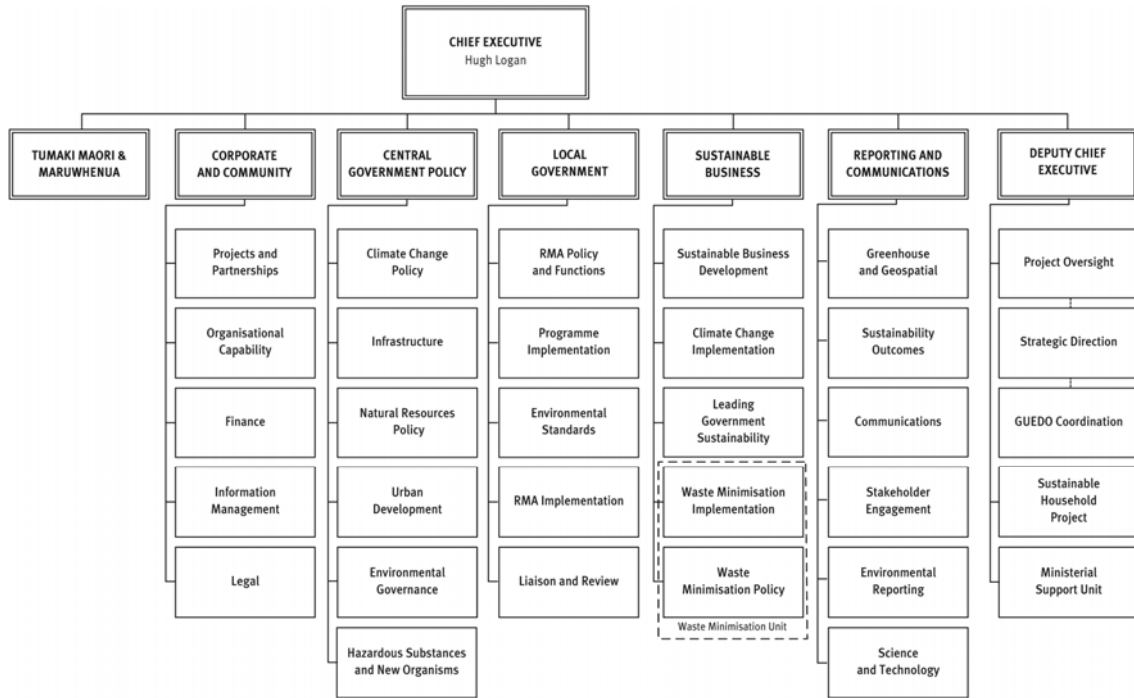 CHIEF EXECUTIVE
Hugh Logan
TUMAKI MAORI &
MARUWHENUA
CORPORATE
AND COMMUNITY
CENTRAL
GOVERNMENT POLICY
LOCAL
GOVERNMENT
SUSTAINABLE
BUSINESS
REPORTING AND
COMMUNICATIONS
DEPUTY CHIEF
EXECUTIVE
Projects and
Partnerships
Organisational
Capability
Finance
Information
Management
Legal
Climate Change
Policy
Infrastructure
Natural Resources
Policy
Urban
Development
Environmental
Governance
Hazardous Substances
and New Organisms
RMA Policy
and Functions
Programme
Implementation
Environmental
Standards
RMA Implementation
Liaison and Review
Sustainable Business
Development
Climate Change
Implementation
Leading
Government
Sustainability
Waste Minimisation
Implementation
Waste
Minimisation Policy
Waste Minimisation Unit
Greenhouse
and Geospatial
Sustainability
Outcomes
Communications
Stakeholder
Engagement
Environmental
Reporting
Science
and Technology
Project Oversight
Strategic Direction
GUEDO Coordination
Sustainable
Household
Project
Ministerial
Support Unit